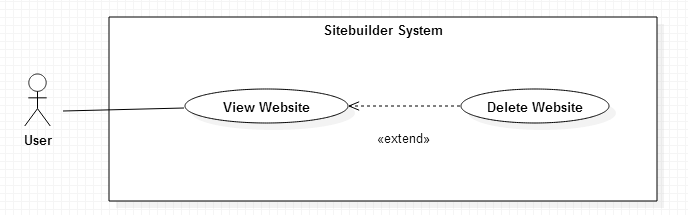 Sitebuilder System
View Website
Delete Website
«extend»
User